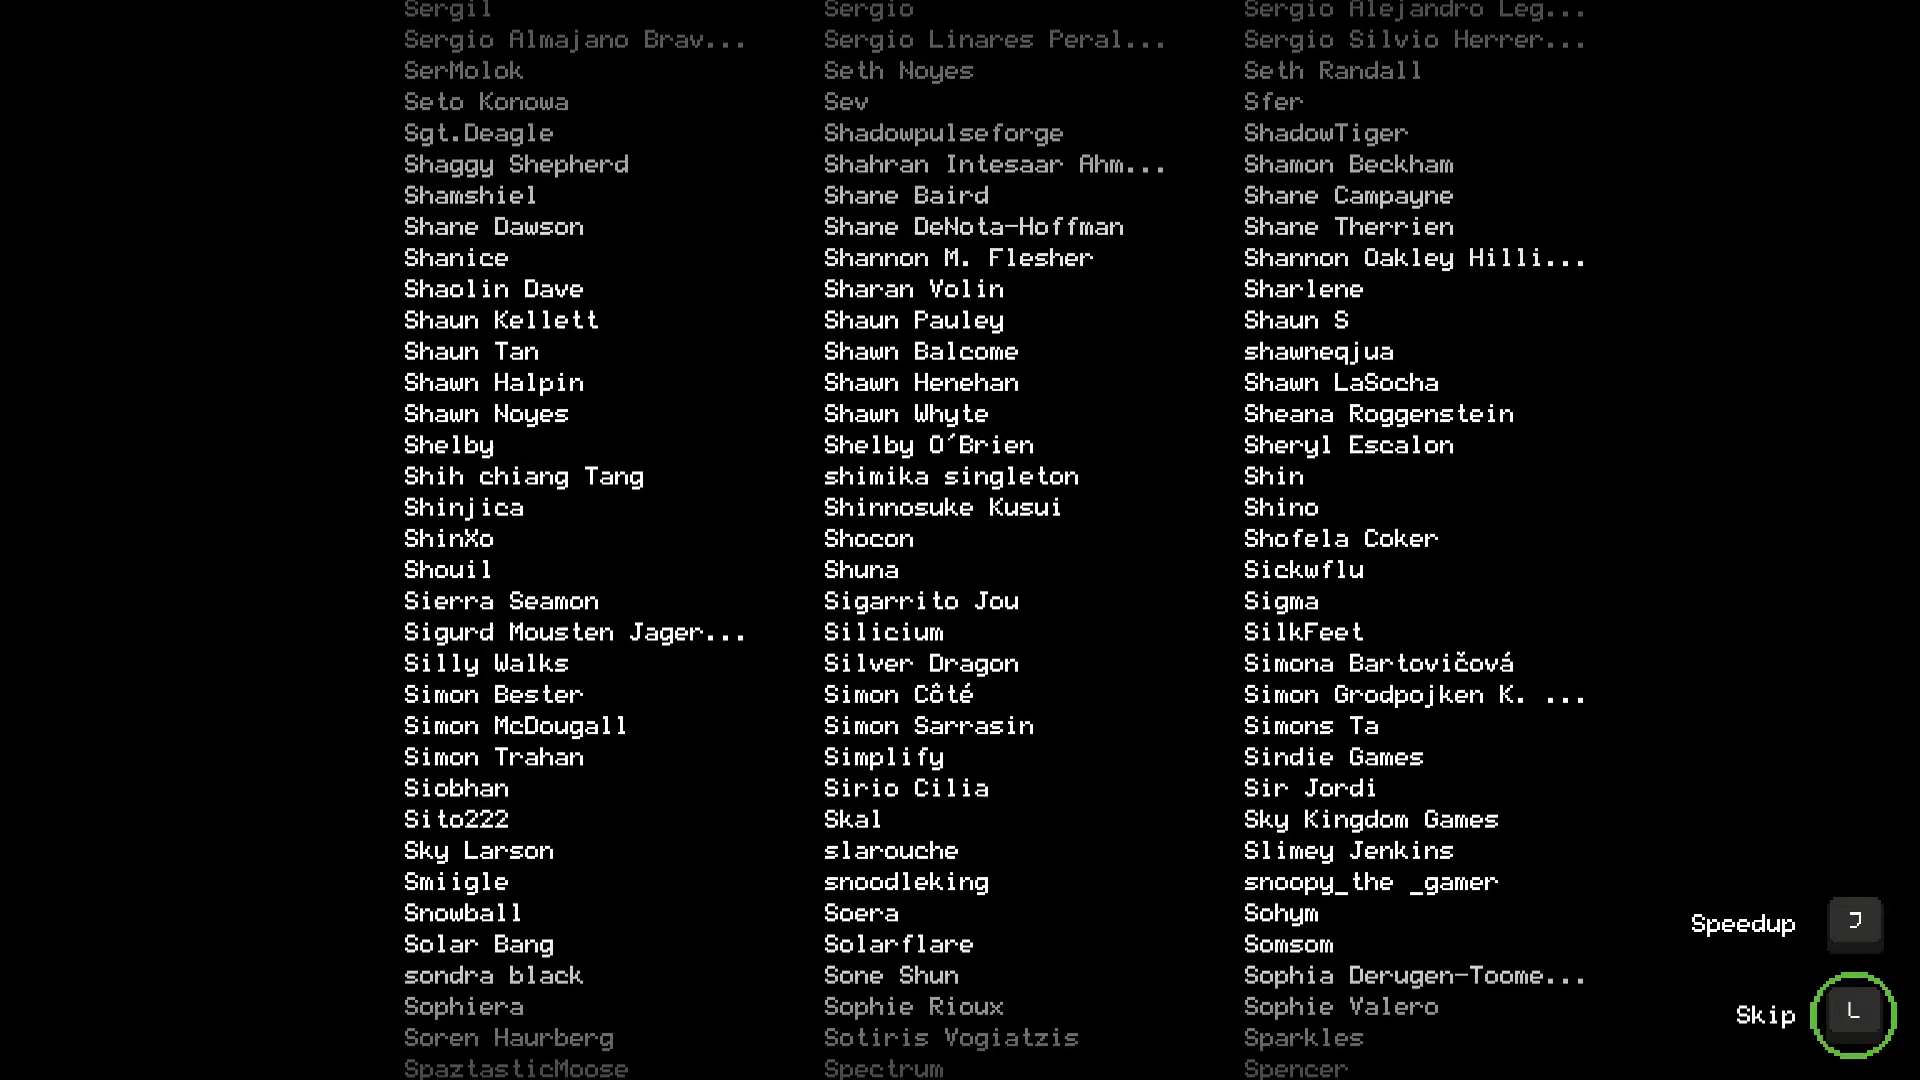 Sergil Sergio Sergio Alejandro Leg...
Sergio Almajano Brav... Sergio Linares Peral... Sergio Silvio Herrer...
SerMolok Seth Noyes Seth Randall
Seto Konowa Sev Sfer
Sgt.Deagle Shadowpulseforge ShadowTiger
Shaggy Shepherd Shahran Intesaar Ahm... Shamon Beckham
Shamshiel Shane Baird Shane Campayne
Shane Dawson Shane DeNota-Hoffman Shane Therrien
Shanice Shannon M. Flesher Shannon Oakley Hilli...
Shaolin Dave Sharan Volin Sharlene
Shaun Kellett Shaun Pauley Shaun S
Shaun Tan Shawn Balcome shawneqjua
Shawn Halpin Shawn Henehan Shawn LaSocha
Shawn Noyes Shawn Whyte Sheana Roggenstein
Shelby Shelby O'Brien Sheryl Escalon
Shih chiang Tang shimika singleton Shin
Shinjica Shinnosuke Kusui Shino
ShinXo Shocon Shofela Coker
Shouil Shuna Sickwflu
Sierra Seamon Sigarrito Jou Sigma
Sigurd Mousten Jager... Silicium SilkFeet
Silly Walks Silver Dragon Simona Bartovičová
Simon Bester Simon Côté Simon Grodpojken K. ...
Simon McDougall Simon Sarrasin Simons Ta
Simon Trahan Simplify Sindie Games
Siobhan Sirio Cilia Sir Jordi
Sito222 Skal Sky Kingdom Games
Sky Larson slarouche Slimey Jenkins
Smiigle snoodleking snoopy_the _gamer
Snowball Soera Sohym
Solar Bang Solarflare Somsom
sondra black Sone Shun Sophia Derugen-Toome...
Sophiera Sophie Rioux Sophie Valero
Soren Haurberg Sotiris Vogiatzis Sparkles
SpaztasticMoose Spectrum Spencer
Speedup J
Skip L